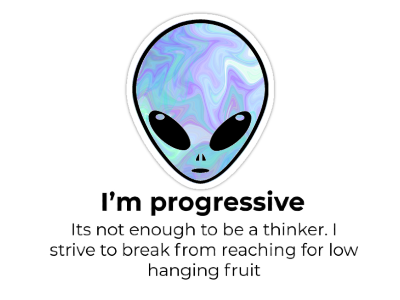 I'm progressive
Its not enough to be a thinker. I
strive to break from reaching for low
hanging fruit